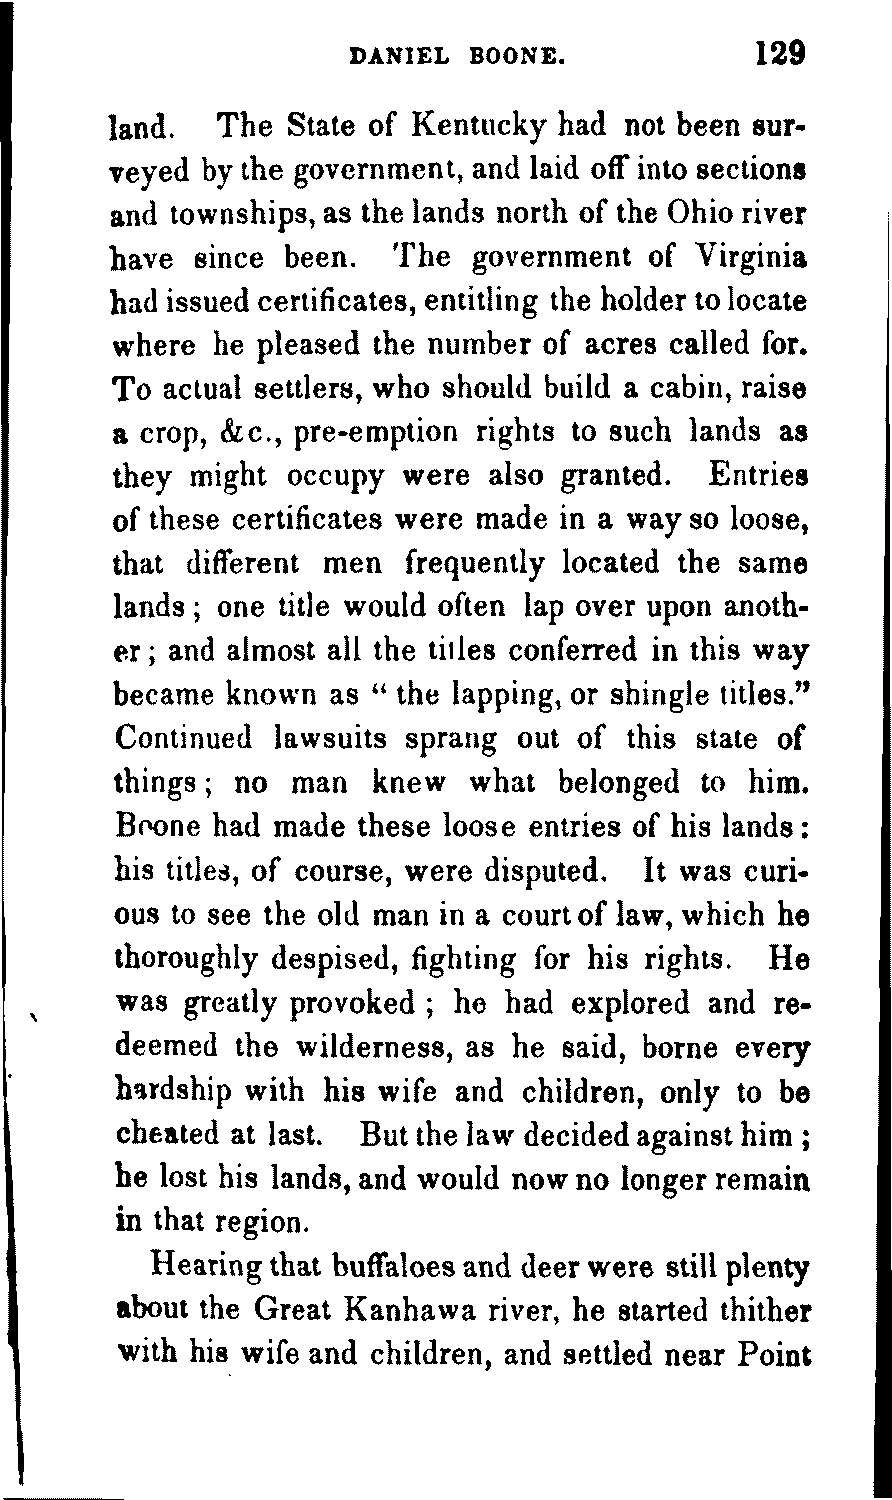 DANIEL BOONE. 129
land. The State of Kentucky had not been sur-
veyed by the government, and laid off into sections
and townships, as the lands north of the Ohio river
have since been. The government of Virginia
had issued certificates, entitling the holder to locate
where he pleased the number of acres called for.
To actual settlers, who should build a cabin, raise
a crop, &c., pre-emption rights to such lands as
they might occupy were also granted. Entries
of these certificates were made in a way so loose,
that different men frequently located the same
lands; one title would often lap over upon anoth-
er; and almost all the titles conferred in this way
became known as "the lapping, or shingle titles."
Continued lawsuits sprang out of this state of
things; no man knew what belonged to him.
Boone had made these loose entries of his lands:
his titles, of course, were disputed. It was curi-
ous to see the old man in a court of law, which he
thoroughly despised, fighting for his rights. He
was greatly provoked; he had explored and re-
deemed the wilderness, as he said, borne every
hardship with his wife and children, only to be
cheated at last. But the law decided against him;
he lost his lands, and would now no longer remain
in that region.
Hearing that buffaloes and deer were still plenty
about the Great Kanhawa river, he started thither
with his wife and children, and settled near Point